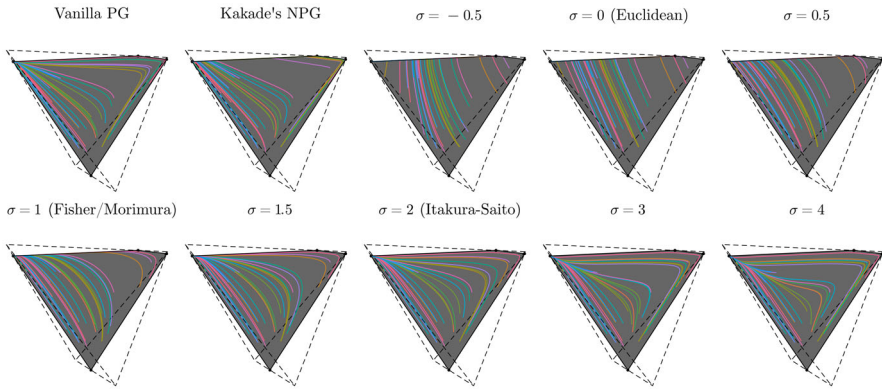 Vanilla PG
Kakade's NPG
σ = − 0.5
σ = 0 (Euclidean)
σ = 0.5
σ = 1 (Fisher/Morimura)
σ = 1.5
σ = 2 (Itakura-Saito)
σ = 3
σ = 4